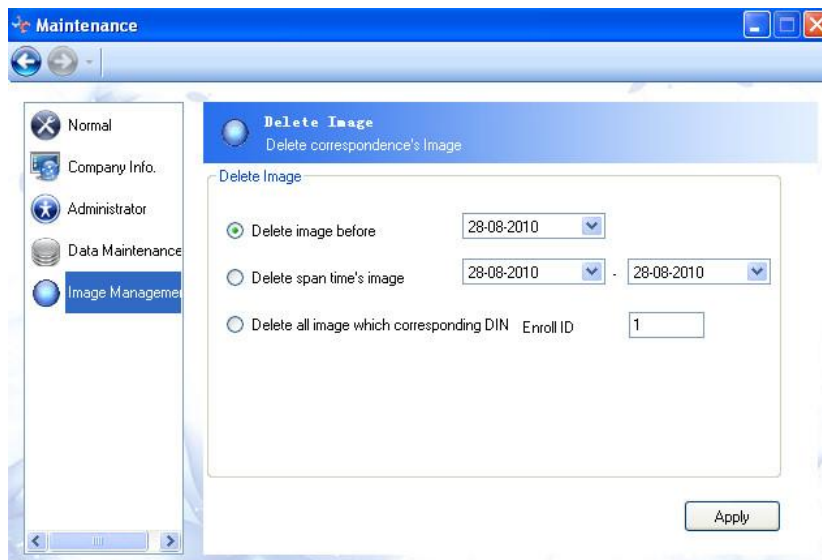 Maintenance
Normal
Company Info.
Administrator
Data Maintenance
Image Managemen
Delete Image
Delete correspondence's Image
Delete Image
Delete image before 28-08-2010
Delete span time's image 28-08-2010 - 28-08-2010
Delete all image which corresponding DIN Enroll ID 1
Apply